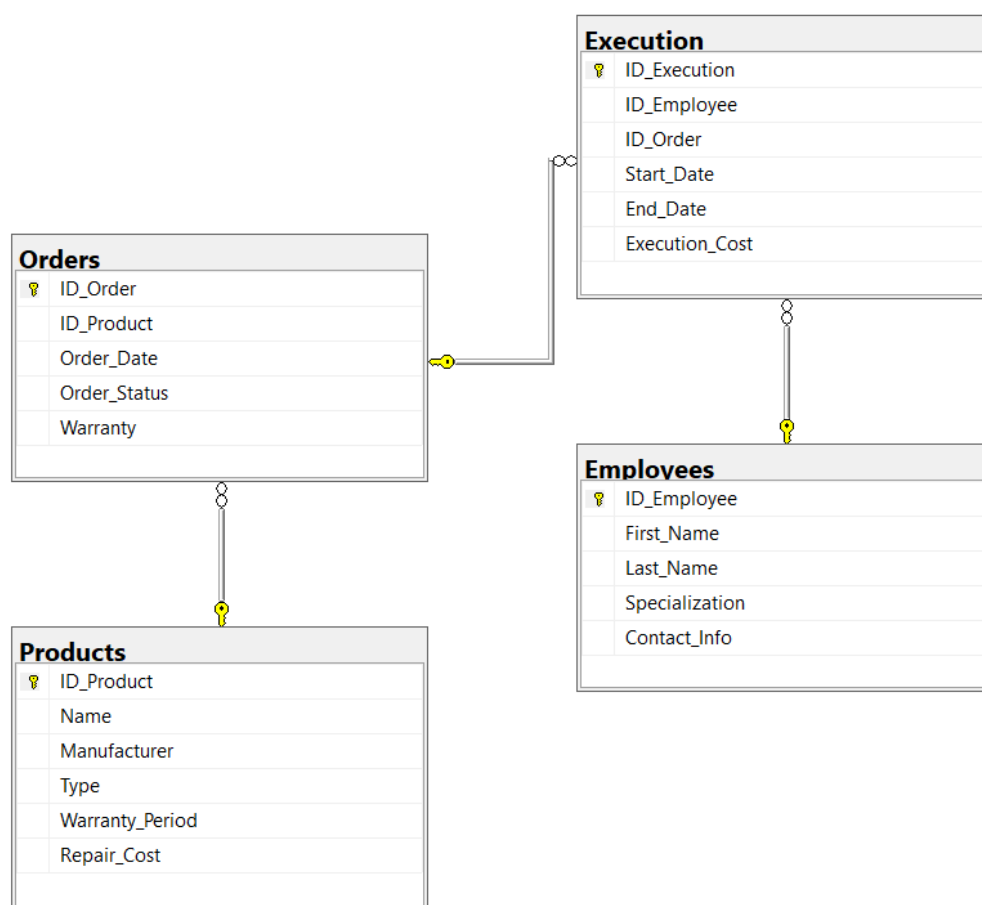 Execution
ID_Execution
ID_Employee
ID_Order
Start_Date
End_Date
Execution_Cost
Orders
ID_Order
ID_Product
Order_Date
Order_Status
Warranty
Employees
ID_Employee
First_Name
Last_Name
Specialization
Contact_Info
Products
ID_Product
Name
Manufacturer
Type
Warranty_Period
Repair_Cost